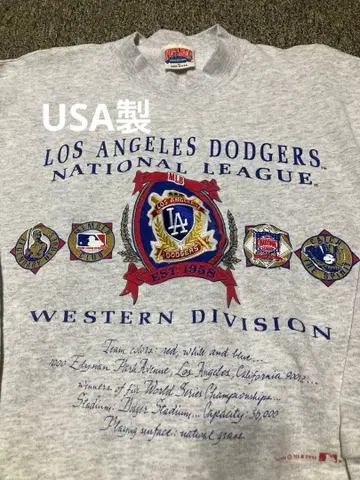 USA製
LOS ANGELES DODGERS™
NATIONAL LEAGUE
MLB
LOS ANGELES
LA
DODGERS
EST. 1958
WESTERN DIVISION
Team colors: red, white and blue...
1000 Elysian Park Avenue, Los Angeles, California 90012...
winners of five World Series Championships...
Stadium: Dodger Stadium... Capacity: 56,000
Playing surface: natural grass